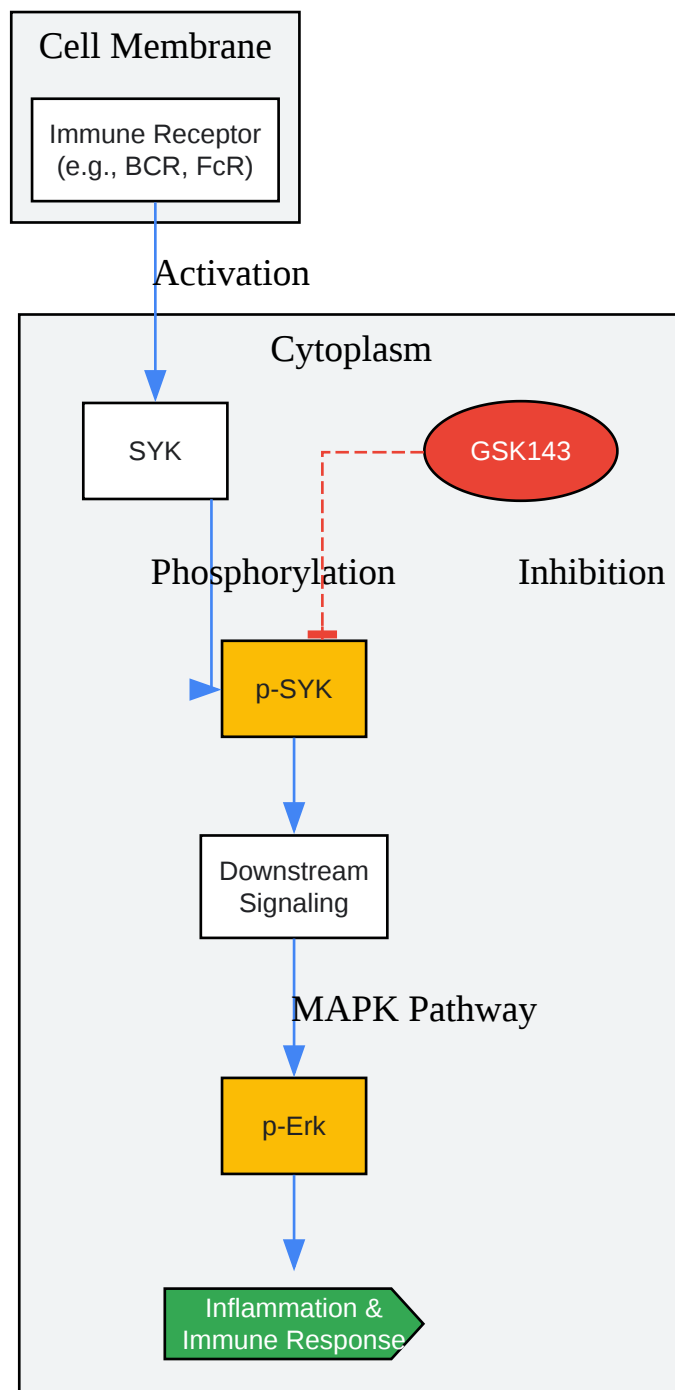 Cell Membrane
Immune Receptor
(e.g., BCR, FcR)
Activation
Cytoplasm
SYK
GSK143
Phosphorylation
Inhibition
p-SYK
Downstream
Signaling
MAPK Pathway
p-Erk
Inflammation &
Immune Response